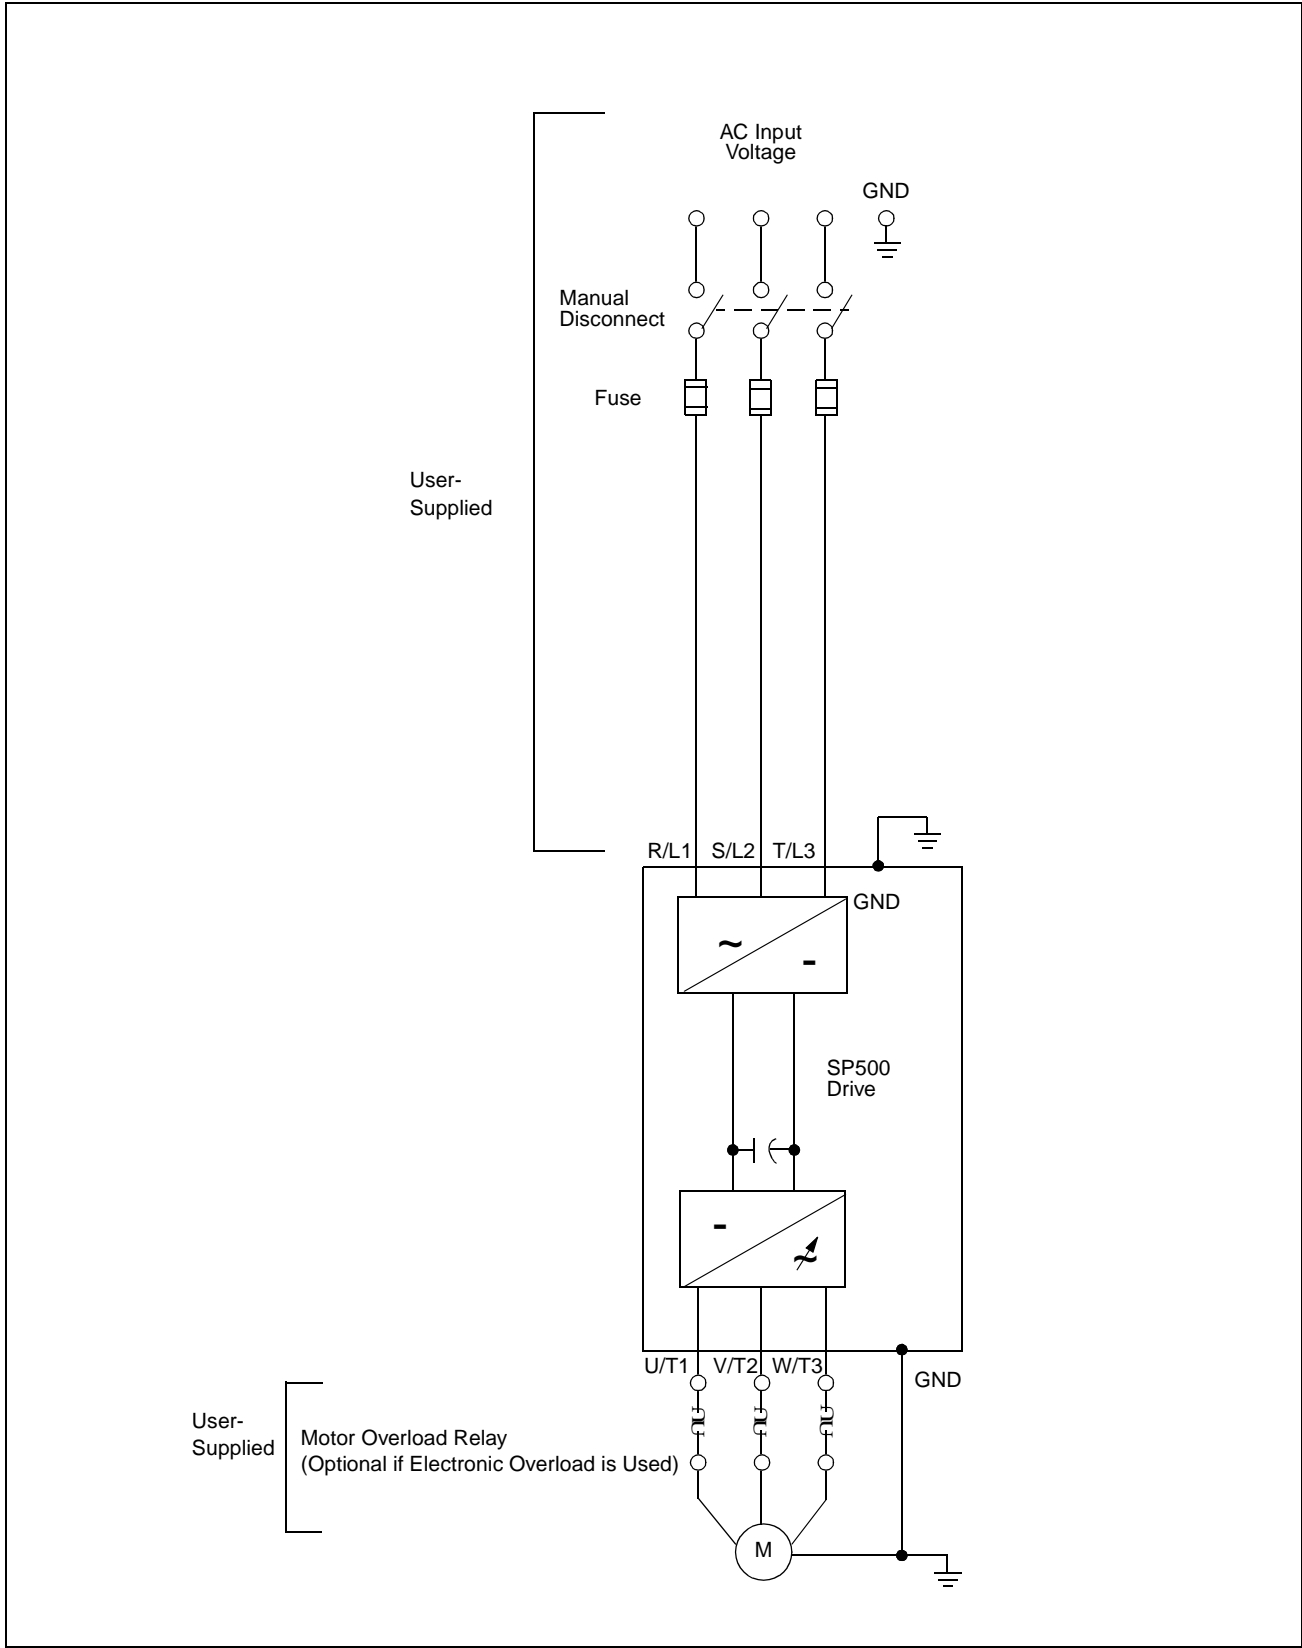 AC Input
Voltage
GND
Manual
Disconnect
Fuse
User-
Supplied
R/L1 S/L2 T/L3
GND
~
-
SP500
Drive
-
~
U/T1 V/T2 W/T3
GND
User-
Supplied
Motor Overload Relay
(Optional if Electronic Overload is Used)
M